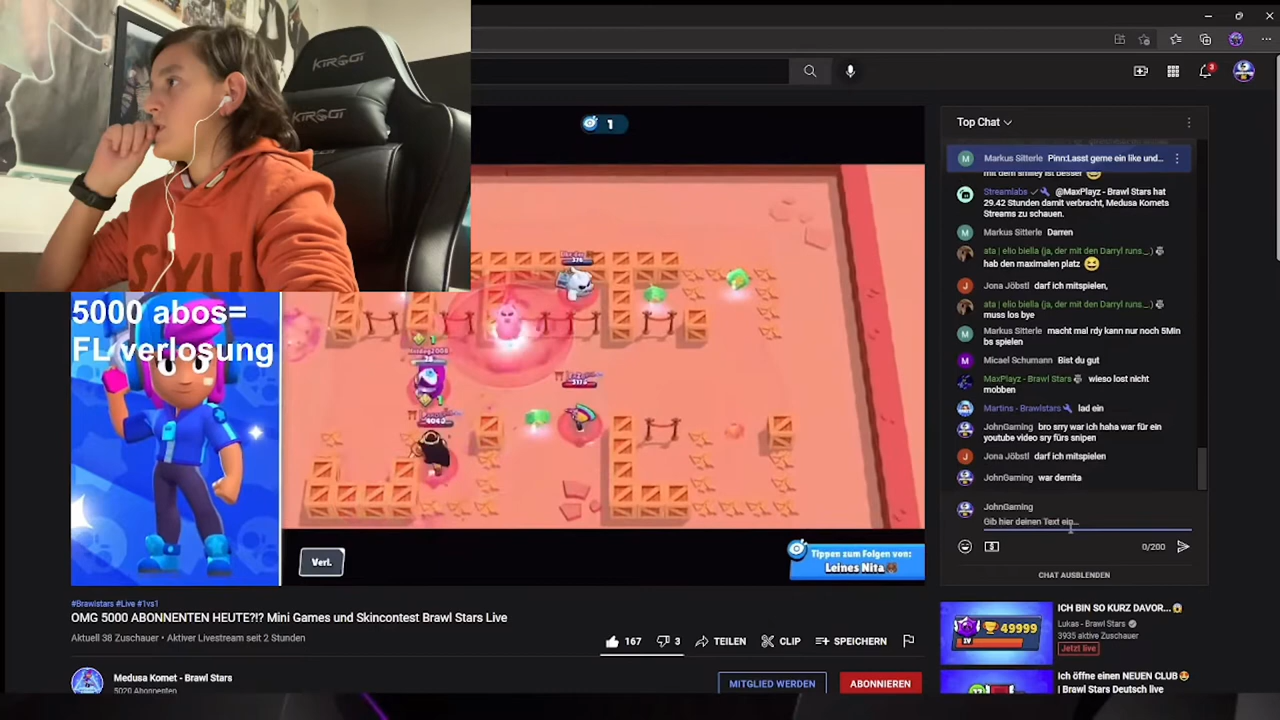 KIROGI
KIROGI
5000 abos=
FL verlosung
1
Verl.
Tippen zum Folgen von:
Leines Nita
#Brawlstars #Live #1vs1
OMG 5000 ABONNENTEN HEUTE?!? Mini Games und Skincontest Brawl Stars Live
Aktuell 38 Zuschauer • Aktiver Livestream seit 2 Stunden
167
3
TEILEN
CLIP
SPEICHERN
Medusa Komet - Brawl Stars
5020 Abonnenten
MITGLIED WERDEN
ABONNIEREN
3
Top Chat
Markus Sitterle Pinn:Lasst gerne ein like und...
mit dem smiley ist besser
Streamlabs @MaxPlayz - Brawl Stars hat
29.42 Stunden damit verbracht, Medusa Komets
Streams zu schauen.
Markus Sitterle Darren
ata | elio biella (ja, der mit den Darryl runs._.)
hab den maximalen platz
Jona Jöbstl darf ich mitspielen,
ata | elio biella (ja, der mit den Darryl runs._.)
muss los bye
Markus Sitterle macht mal rdy kann nur noch 5Min
bs spielen
Micael Schumann Bist du gut
MaxPlayz - Brawl Stars wieso lost nicht
mobben
Martins - Brawlstars lad ein
JohnGaming bro srry war ich haha war für ein
youtube video sry fürs snipen
Jona Jöbstl darf ich mitspielen
JohnGaming war dernita
JohnGaming
Gib hier deinen Text ein...
0/200
CHAT AUSBLENDEN
49999
ICH BIN SO KURZ DAVOR...
Lukas - Brawl Stars
3935 aktive Zuschauer
Jetzt live
Ich öffne einen NEUEN CLUB
| Brawl Stars Deutsch live